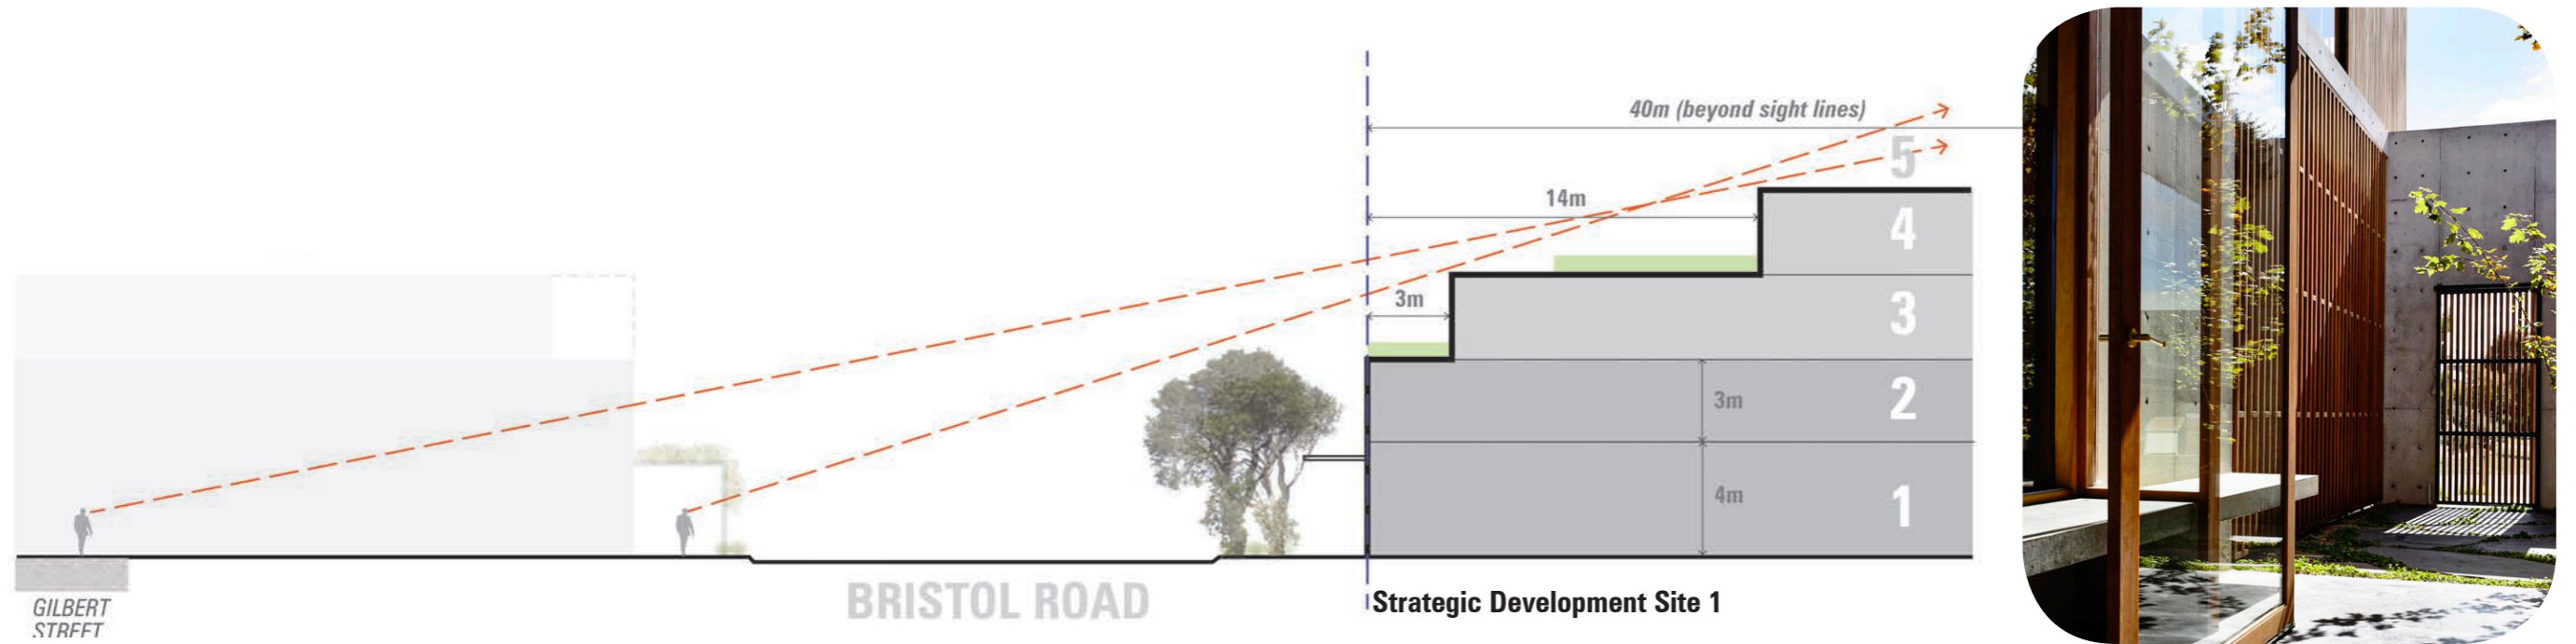 40m (beyond sight lines)
5
14m
4
3m
3
3m
2
4m
1
BRISTOL ROAD
Strategic Development Site 1
GILBERT
STREET